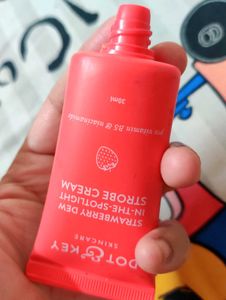 DOT & KEY
SKINCARE
STRAWBERRY DEW
IN-THE-SPOTLIGHT
STROBE CREAM
pro vitamin B5 & niacinamide
30ml